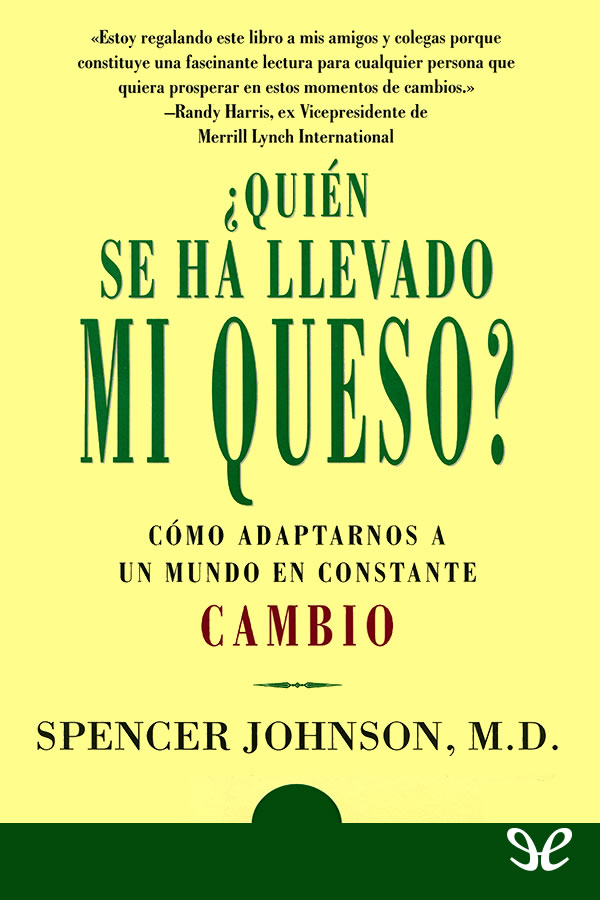 «Estoy regalando este libro a mis amigos y colegas porque
constituye una fascinante lectura para cualquier persona que
quiera prosperar en estos momentos de cambios.»
—Randy Harris, ex Vicepresidente de
Merrill Lynch International
¿QUIÉN
SE HA LLEVADO
MI QUESO?
CÓMO ADAPTARNOS A
UN MUNDO EN CONSTANTE
CAMBIO
SPENCER JOHNSON, M.D.